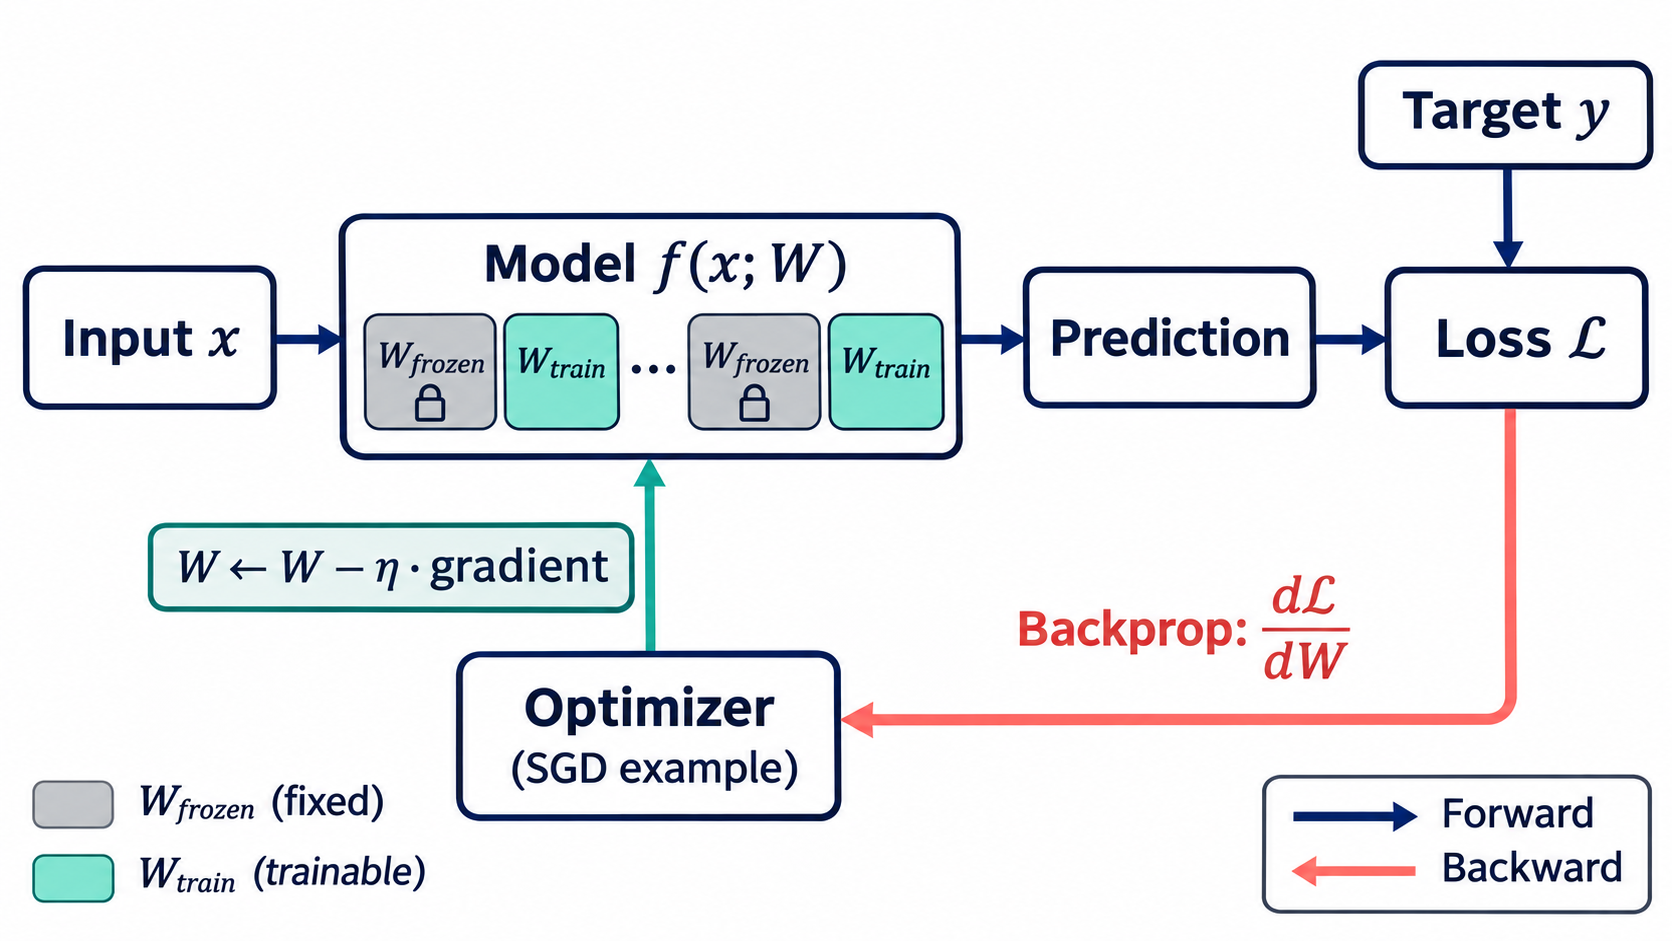 Target y
Model f(x; W)
Input x
W_frozen
W_train
...
W_frozen
W_train
Prediction
Loss ℒ
W ← W − η · gradient
Backprop: dℒ/dW
Optimizer
(SGD example)
W_frozen (fixed)
W_train (trainable)
Forward
Backward